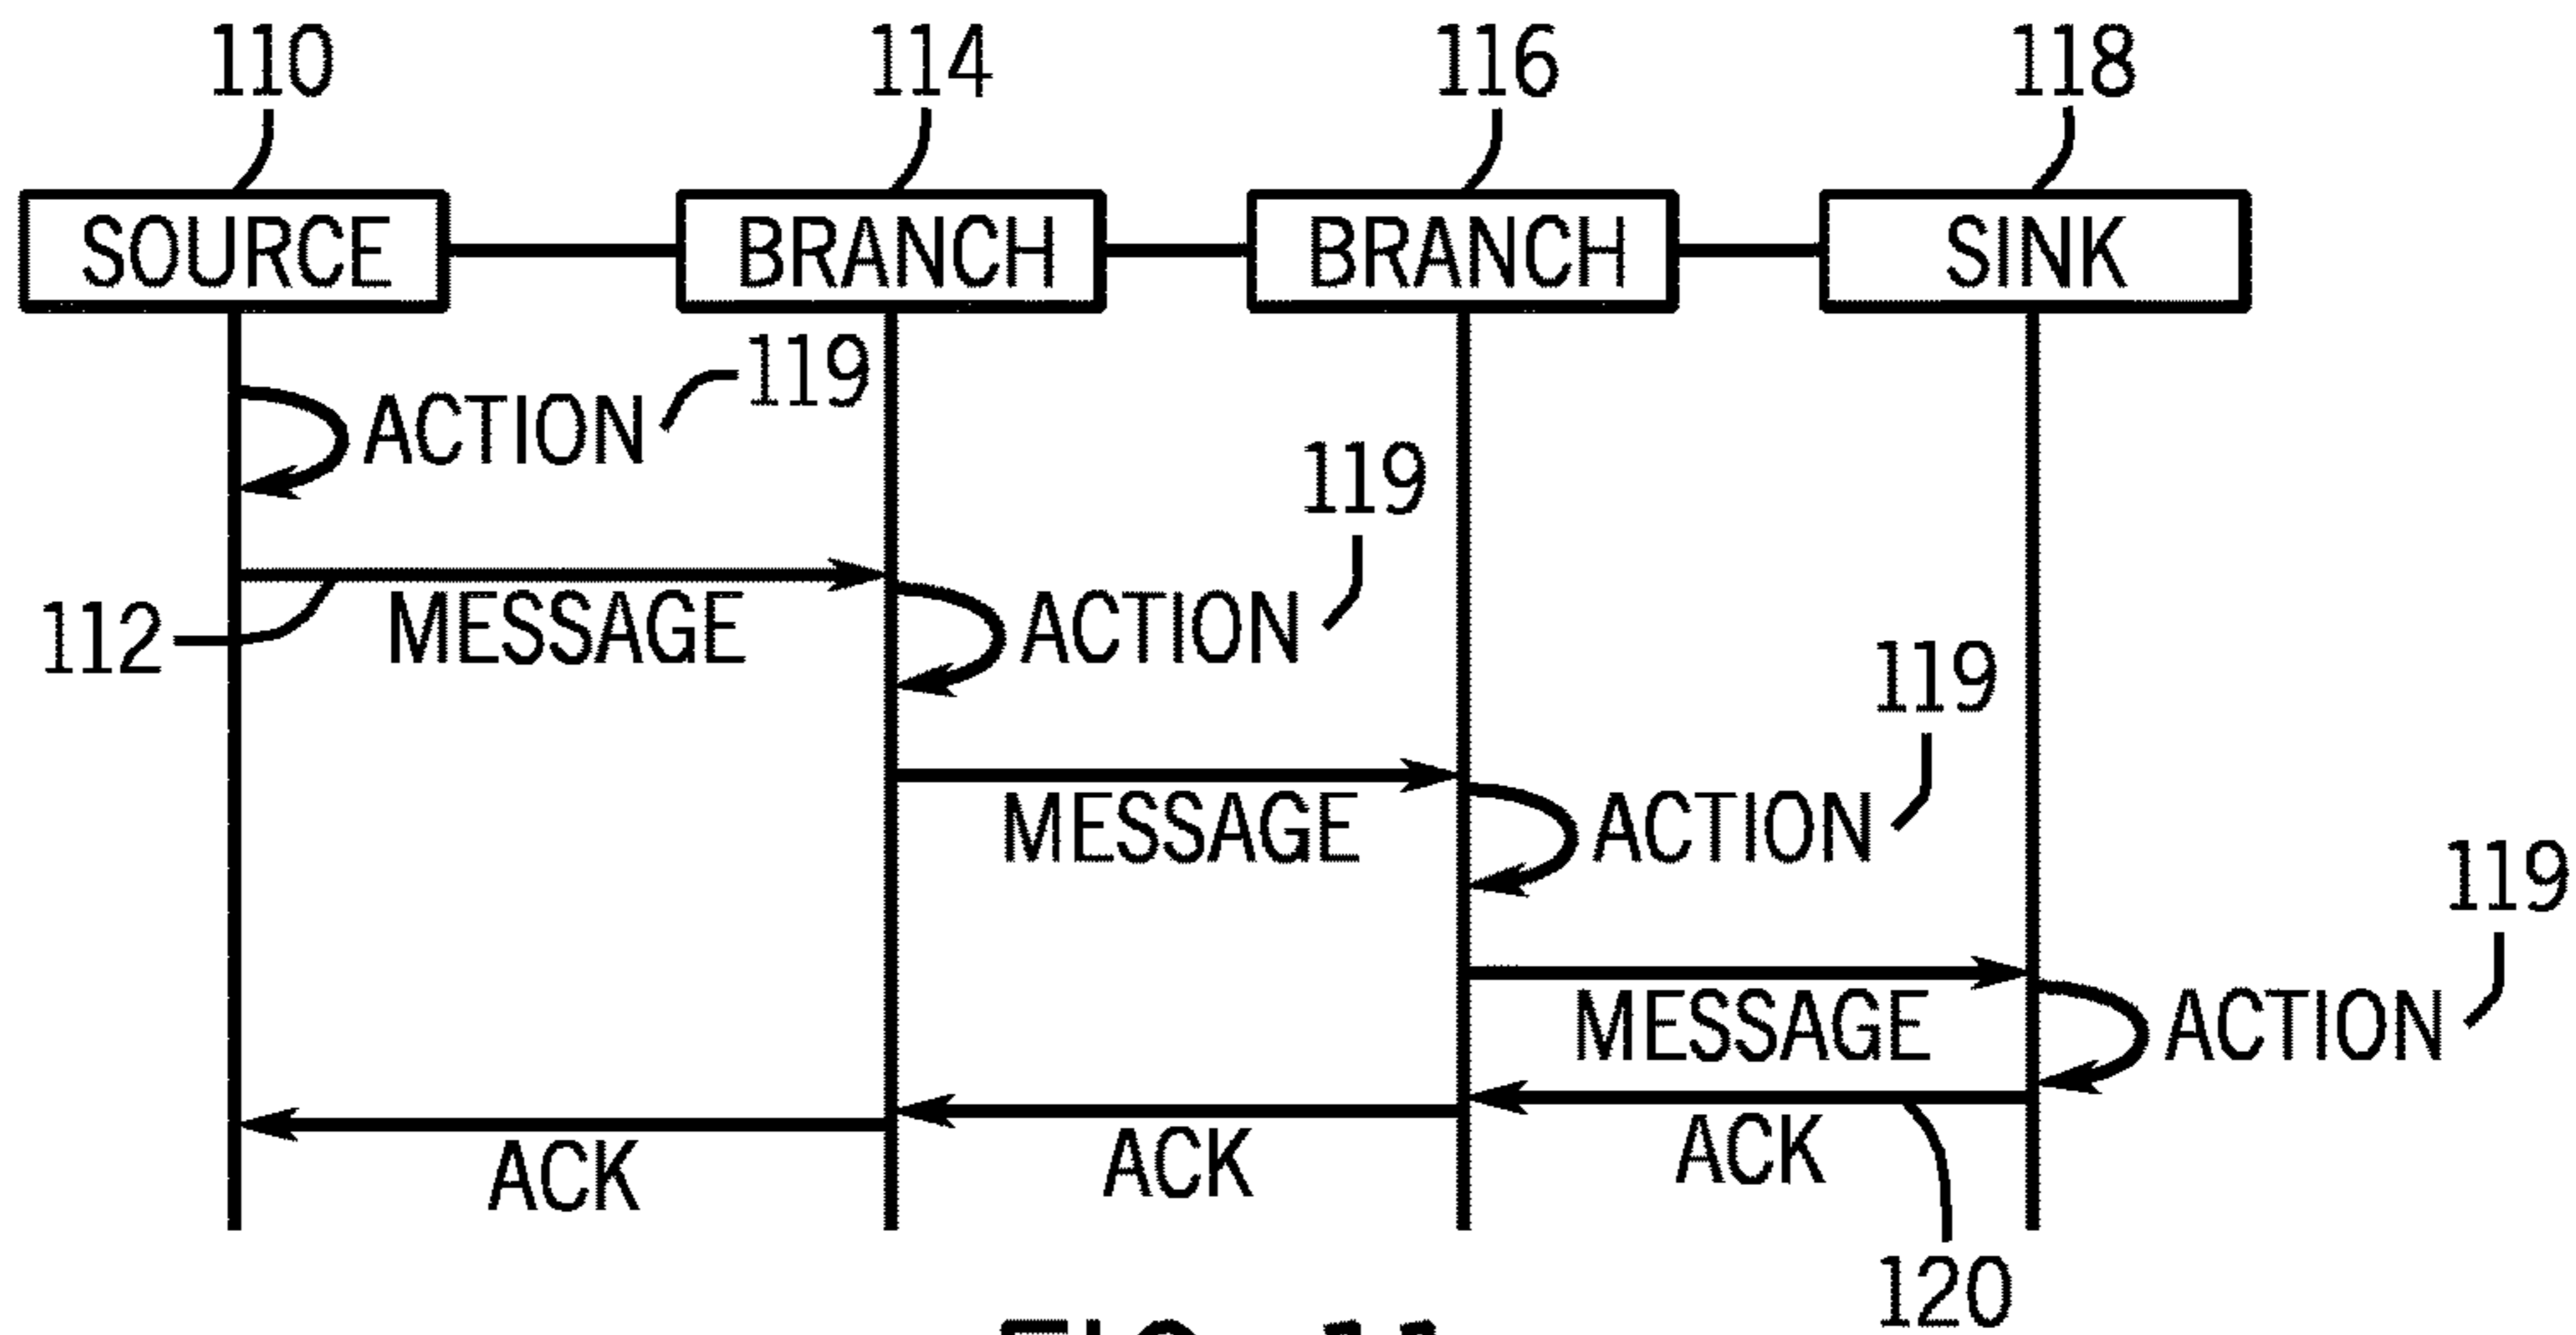 110 114 116 118
SOURCE BRANCH BRANCH SINK
119
ACTION
119
112 MESSAGE ACTION
119
MESSAGE ACTION
119
MESSAGE ACTION
ACK ACK ACK
120